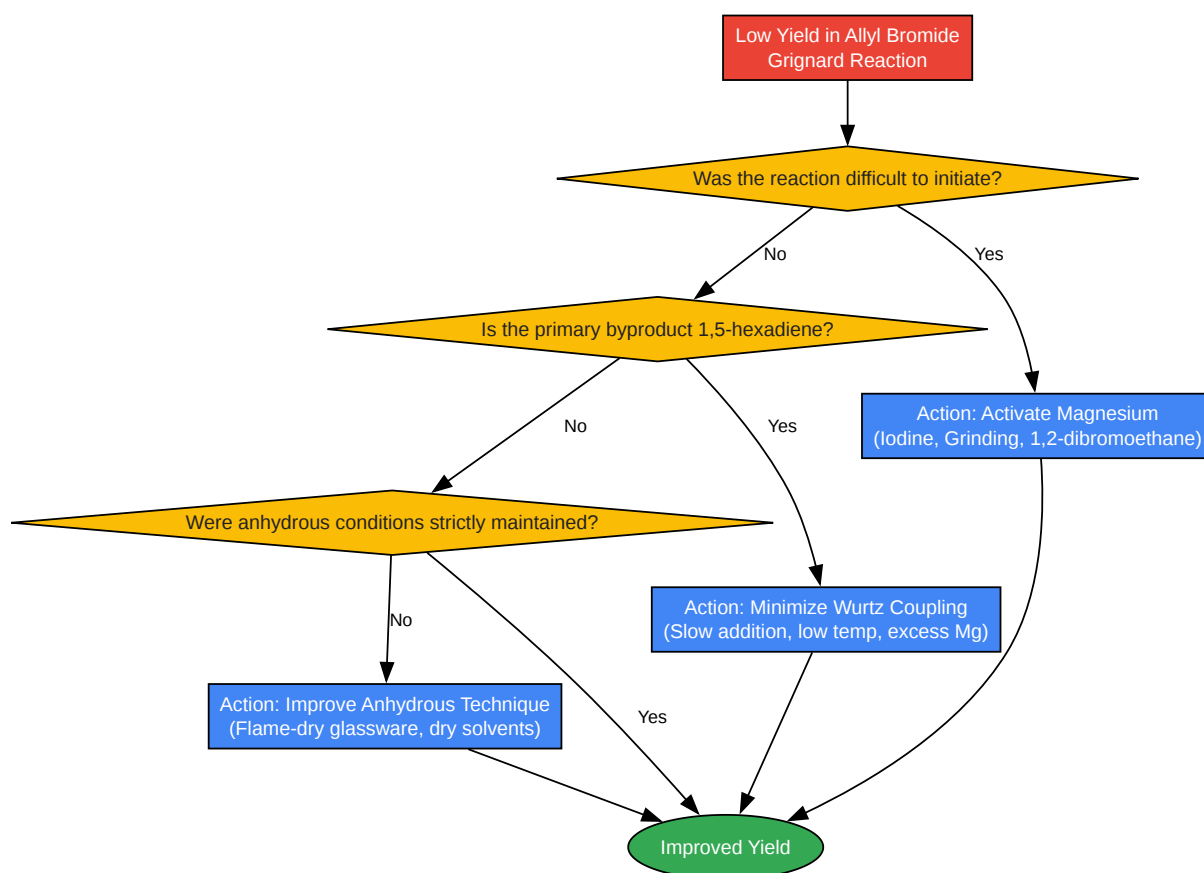 Low Yield in Allyl Bromide
Grignard Reaction
Was the reaction difficult to initiate?
No
Yes
Is the primary byproduct 1,5-hexadiene?
Action: Activate Magnesium
(Iodine, Grinding, 1,2-dibromoethane)
No
Yes
Were anhydrous conditions strictly maintained?
Action: Minimize Wurtz Coupling
(Slow addition, low temp, excess Mg)
No
Action: Improve Anhydrous Technique
(Flame-dry glassware, dry solvents)
Yes
Improved Yield